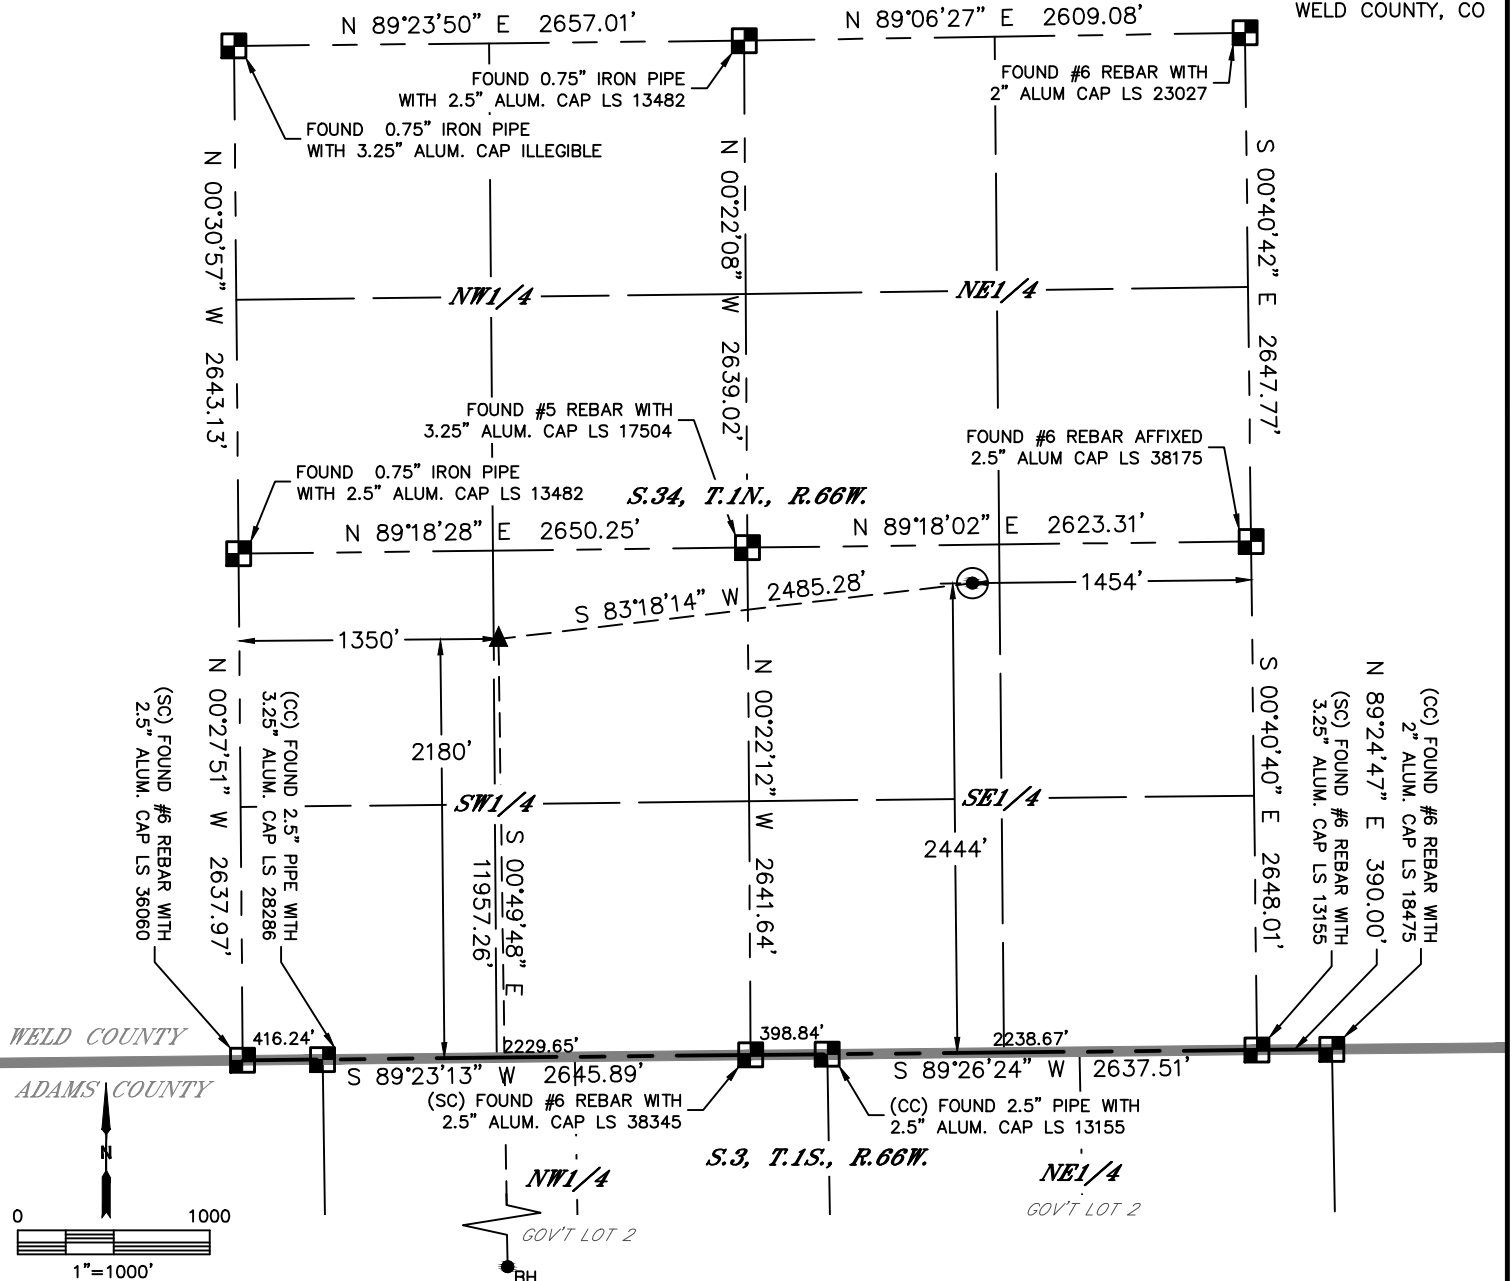 WELD COUNTY, CO
N 89°23'50" E 2657.01'
N 89°06'27" E 2609.08'
FOUND 0.75" IRON PIPE
WITH 2.5" ALUM. CAP LS 13482
FOUND #6 REBAR WITH
2" ALUM CAP LS 23027
FOUND 0.75" IRON PIPE
WITH 3.25" ALUM. CAP ILLEGIBLE
N 00°30'57" W 2643.13'
N 00°22'08" W 2639.02'
S 00°40'42" E 2647.77'
NW1/4
NE1/4
FOUND #5 REBAR WITH
3.25" ALUM. CAP LS 17504
FOUND #6 REBAR AFFIXED
2.5" ALUM CAP LS 38175
FOUND 0.75" IRON PIPE
WITH 2.5" ALUM. CAP LS 13482
S.34, T.1N., R.66W.
N 89°18'28" E 2650.25'
N 89°18'02" E 2623.31'
S 83°18'14" W 2485.28'
1454'
1350'
N 00°27'51" W 2637.97'
N 00°22'12" W 2641.64'
S 00°40'40" E 2648.01'
(SC) FOUND #6 REBAR WITH
2.5" ALUM. CAP LS 36060
(CC) FOUND 2.5" PIPE WITH
3.25" ALUM. CAP LS 28286
2180'
SW1/4
SE1/4
S 00°49'48" E
11957.26'
2444'
(SC) FOUND #6 REBAR WITH
3.25" ALUM. CAP LS 13155
N 89°24'47" E 390.00'
(CC) FOUND #6 REBAR WITH
2" ALUM. CAP LS 18475
WELD COUNTY
416.24'
2229.65'
398.84'
2238.67'
ADAMS COUNTY
S 89°23'13" W 2645.89'
S 89°26'24" W 2637.51'
(SC) FOUND #6 REBAR WITH
2.5" ALUM. CAP LS 38345
(CC) FOUND 2.5" PIPE WITH
2.5" ALUM. CAP LS 13155
S.3, T.1S., R.66W.
N
NW1/4
NE1/4
GOV'T LOT 2
GOV'T LOT 2
0 1000
1"=1000'
BH